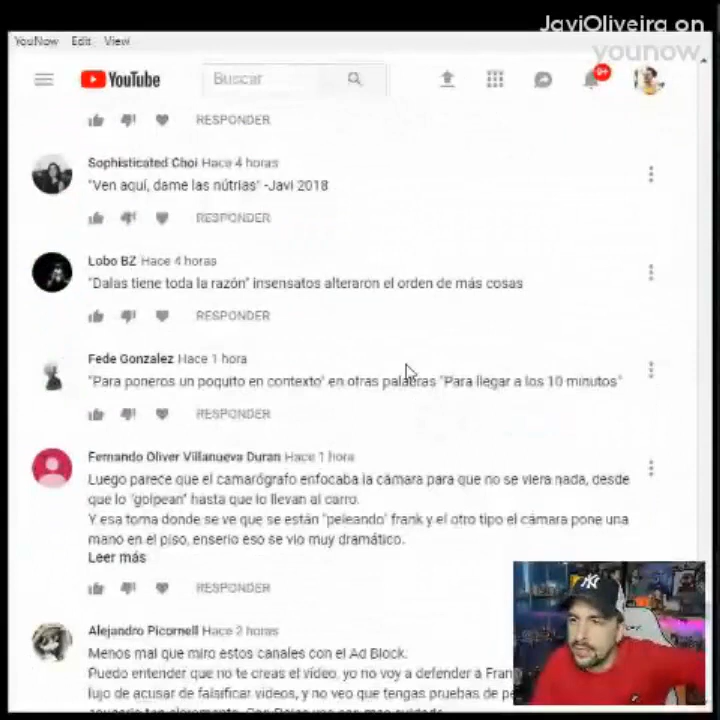 JaviOliveira on
younow
YouNow Edit View
YouTube
Buscar
9+
RESPONDER
Sophisticated Choi Hace 4 horas
"Ven aquí, dame las nútrias" -Javi 2018
RESPONDER
Lobo BZ Hace 4 horas
"Dalas tiene toda la razón" insensatos alteraron el orden de más cosas
RESPONDER
Fede Gonzalez Hace 1 hora
"Para poneros un poquito en contexto" en otras palabras "Para llegar a los 10 minutos"
RESPONDER
Fernando Oliver Villanueva Duran Hace 1 hora
Luego parece que el camarógrafo enfocaba la cámara para que no se viera nada, desde
que lo "golpean" hasta que lo llevan al carro.
Y esa toma donde se ve que se están "peleando" frank y el otro tipo el cámara pone una
mano en el piso, enserio eso se vio muy dramático.
Leer más
RESPONDER
Alejandro Picornell Hace 2 horas
Menos mal que miro estos canales con el Ad Block.
Puedo entender que no te creas el vídeo, yo no voy a defender a Fran
lujo de acusar de falsificar videos, y no veo que tengas pruebas de pe
NY